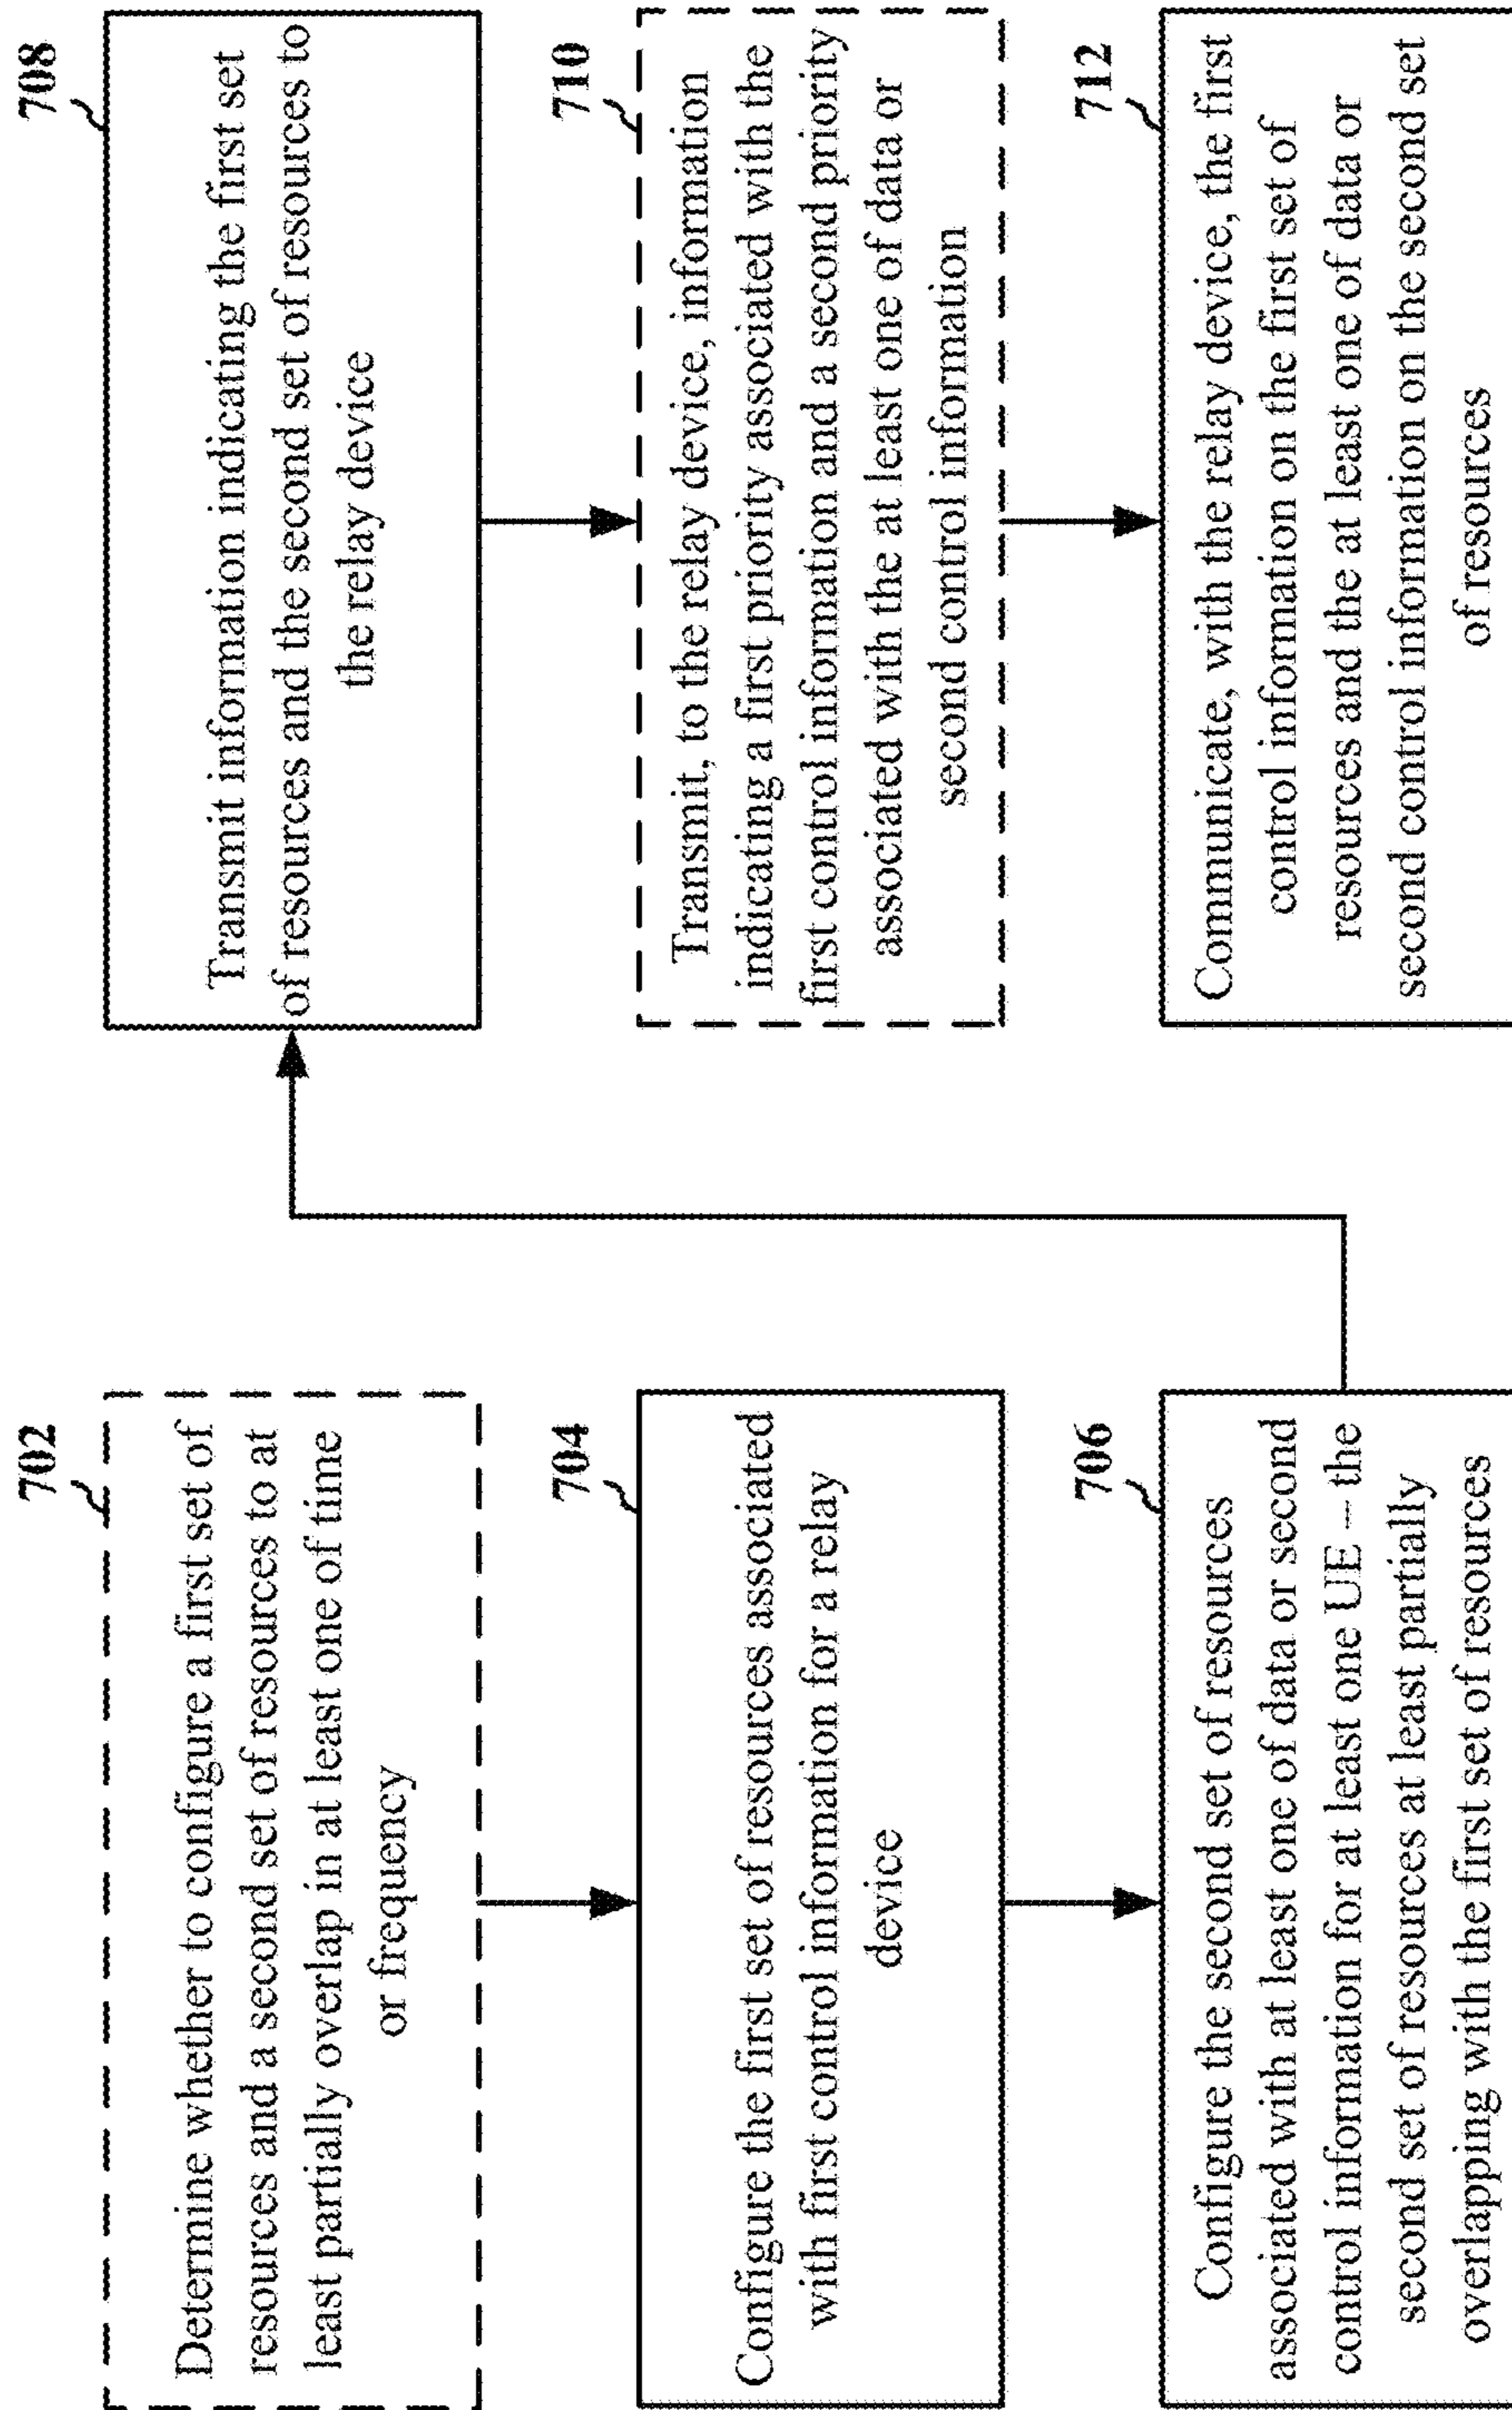 702
Determine whether to configure a first set of
resources and a second set of resources to at
least partially overlap in at least one of time
or frequency
704
Configure the first set of resources associated
with first control information for a relay
device
706
Configure the second set of resources
associated with at least one of data or second
control information for at least one UE – the
second set of resources at least partially
overlapping with the first set of resources
708
Transmit information indicating the first set
of resources and the second set of resources to
the relay device
710
Transmit, to the relay device, information
indicating a first priority associated with the
first control information and a second priority
associated with the at least one of data or
second control information
712
Communicate, with the relay device, the first
control information on the first set of
resources and the at least one of data or
second control information on the second set
of resources